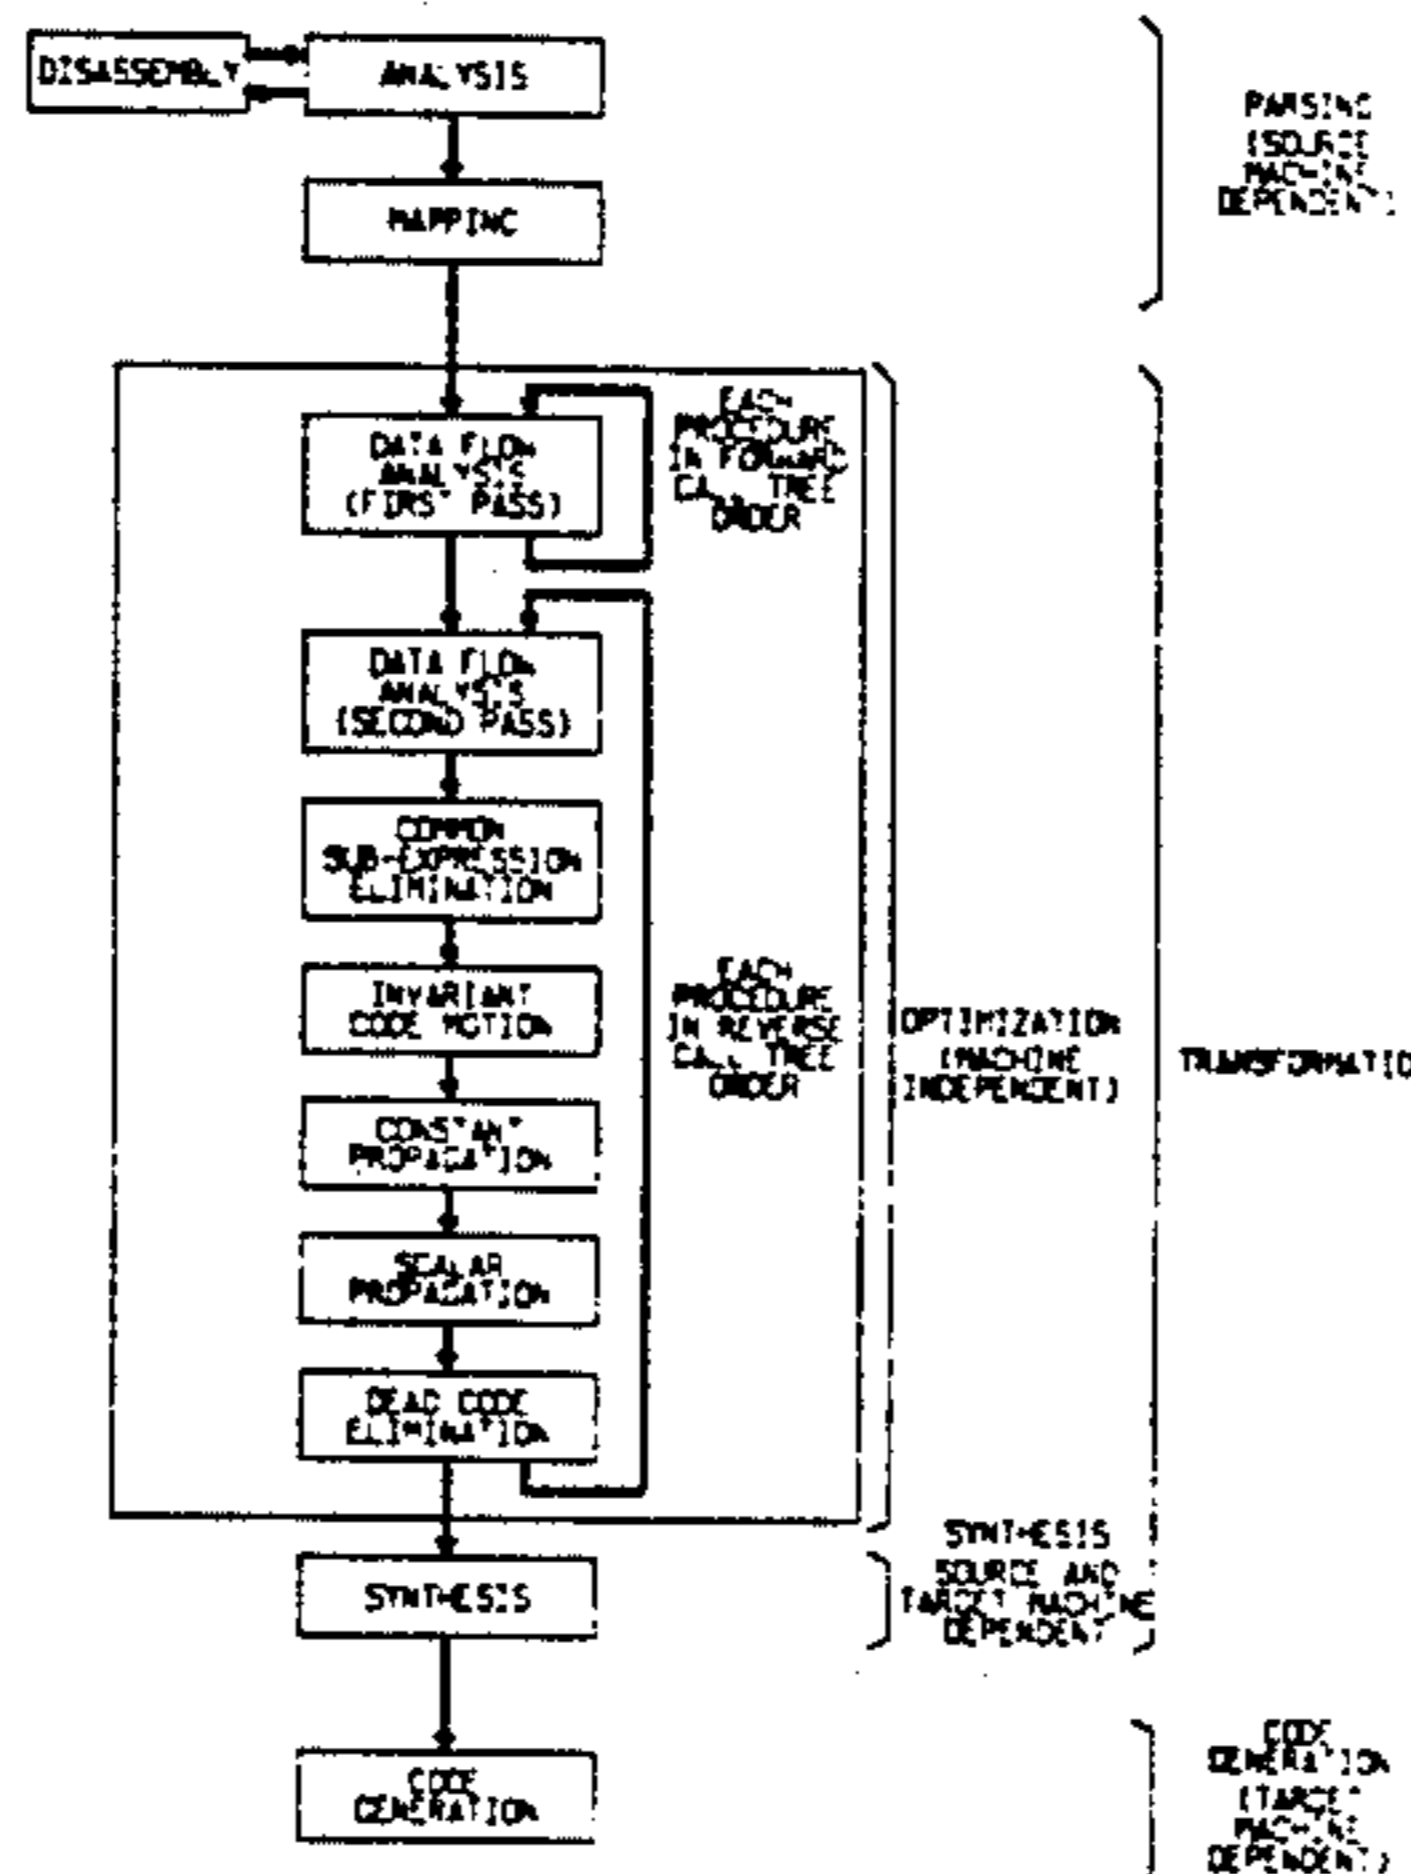 DISASSEMBLY
ANALYSIS
PARSING
(SOURCE
MACHINE
DEPENDENT)
MAPPING
DATA FLOW
ANALYSIS
(FIRST PASS)
EACH
PROCEDURE
IN FORWARD
CALL TREE
ORDER
DATA FLOW
ANALYSIS
(SECOND PASS)
COMMON
SUB-EXPRESSION
ELIMINATION
INVARIANT
CODE MOTION
EACH
PROCEDURE
IN REVERSE
CALL TREE
ORDER
OPTIMIZATION
(MACHINE
INDEPENDENT)
TRANSFORMATIO
CONSTANT
PROPAGATION
SCALAR
PROPAGATION
DEAD CODE
ELIMINATION
SYNTHESIS
SYNTHESIS
SOURCE AND
TARGET MACHINE
DEPENDENT
CODE
GENERATION
CODE
GENERATION
(TARGET
MACHINE
DEPENDENT)